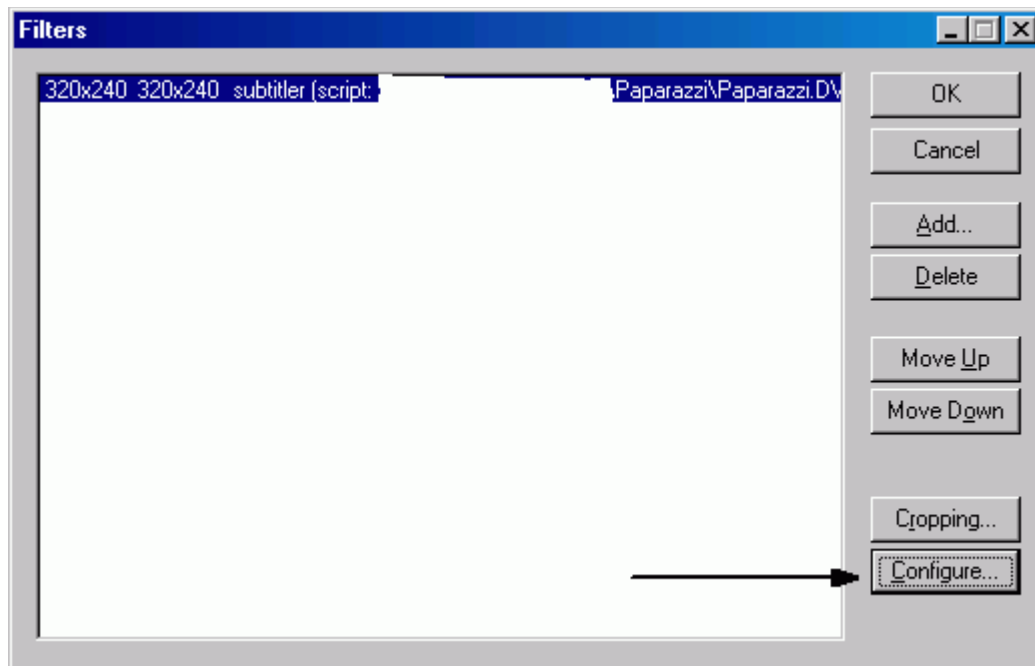 Filters
320x240 320x240 subtitler (script: \Paparazzi\Paparazzi.D
OK
Cancel
Add...
Delete
Move Up
Move Down
Cropping...
Configure...